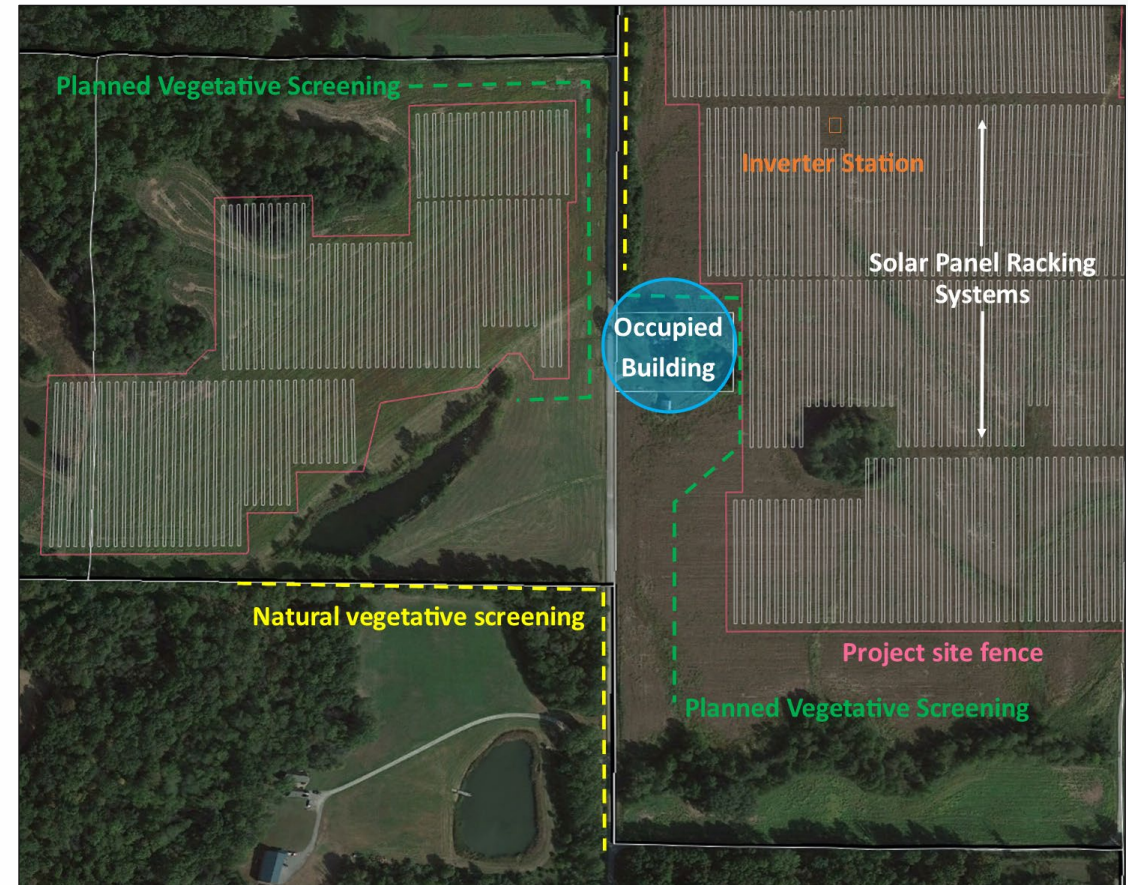 Planned Vegetative Screening
Inverter Station
Solar Panel Racking
Systems
Occupied
Building
Natural vegetative screening
Project site fence
Planned Vegetative Screening